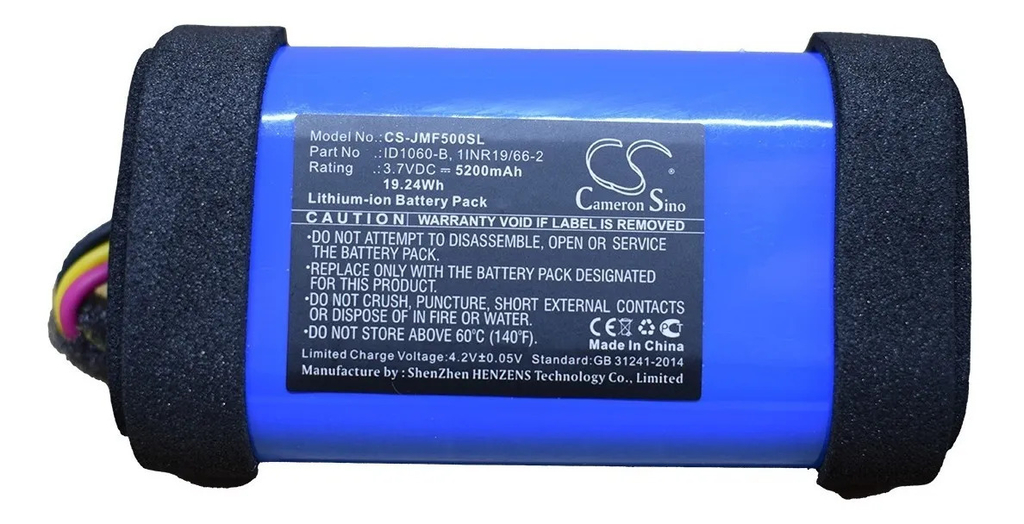 Model No.:CS-JMF500SL
Part No .:ID1060-B, 1INR19/66-2
Rating .:3.7VDC ⎓ 5200mAh
19.24Wh
Lithium-ion Battery Pack
CS®
Cameron Sino
CAUTION WARRANTY VOID IF LABEL IS REMOVED
•DO NOT ATTEMPT TO DISASSEMBLE, OPEN OR SERVICE
THE BATTERY PACK.
•REPLACE ONLY WITH THE BATTERY PACK DESIGNATED
FOR THIS MACHINE.
•DO NOT CRUSH, PUNCTURE, SHORT EXTERNAL CONTACTS
OR DISPOSE OF IN FIRE OR WATER.
•DO NOT STORE ABOVE 60°C (140°F).
CE
Made In China
Limited Charge Voltage:4.2V±0.05V Standard:GB 31241-2014
Manufacture by : ShenZhen HENZENS Technology Co., Limited